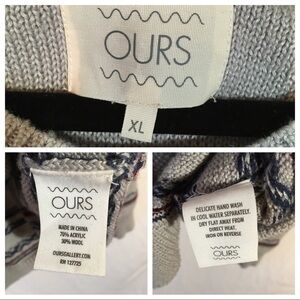 OURS
XL
OURS
MADE IN CHINA
70% ACRYLIC
30% WOOL
OURSGALLERY.COM
RN 127725
DELICATE HAND WASH
IN COOL WATER SEPARATELY.
DRY FLAT AWAY FROM
DIRECT HEAT.
IRON ON REVERSE
OURS